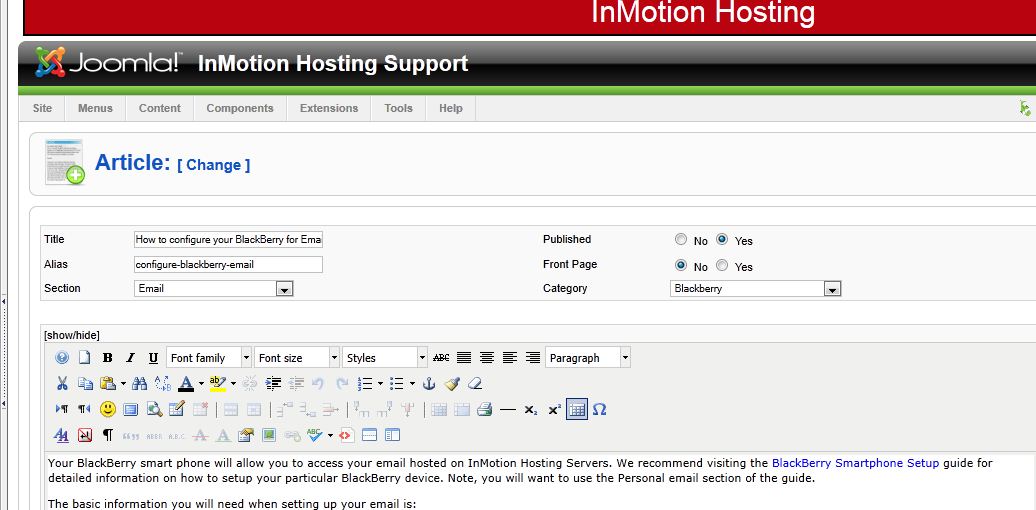 InMotion Hosting
Joomla! InMotion Hosting Support
Site Menus Content Components Extensions Tools Help
Article: [ Change ]
Title How to configure your BlackBerry for Ema Published No Yes
Alias configure-blackberry-email Front Page No Yes
Section Email Category Blackberry
[show/hide]
B I U Font family Font size Styles ABC Paragraph
Your BlackBerry smart phone will allow you to access your email hosted on InMotion Hosting Servers. We recommend visiting the BlackBerry Smartphone Setup guide for
detailed information on how to setup your particular BlackBerry device. Note, you will want to use the Personal email section of the guide.
The basic information you will need when setting up your email is: